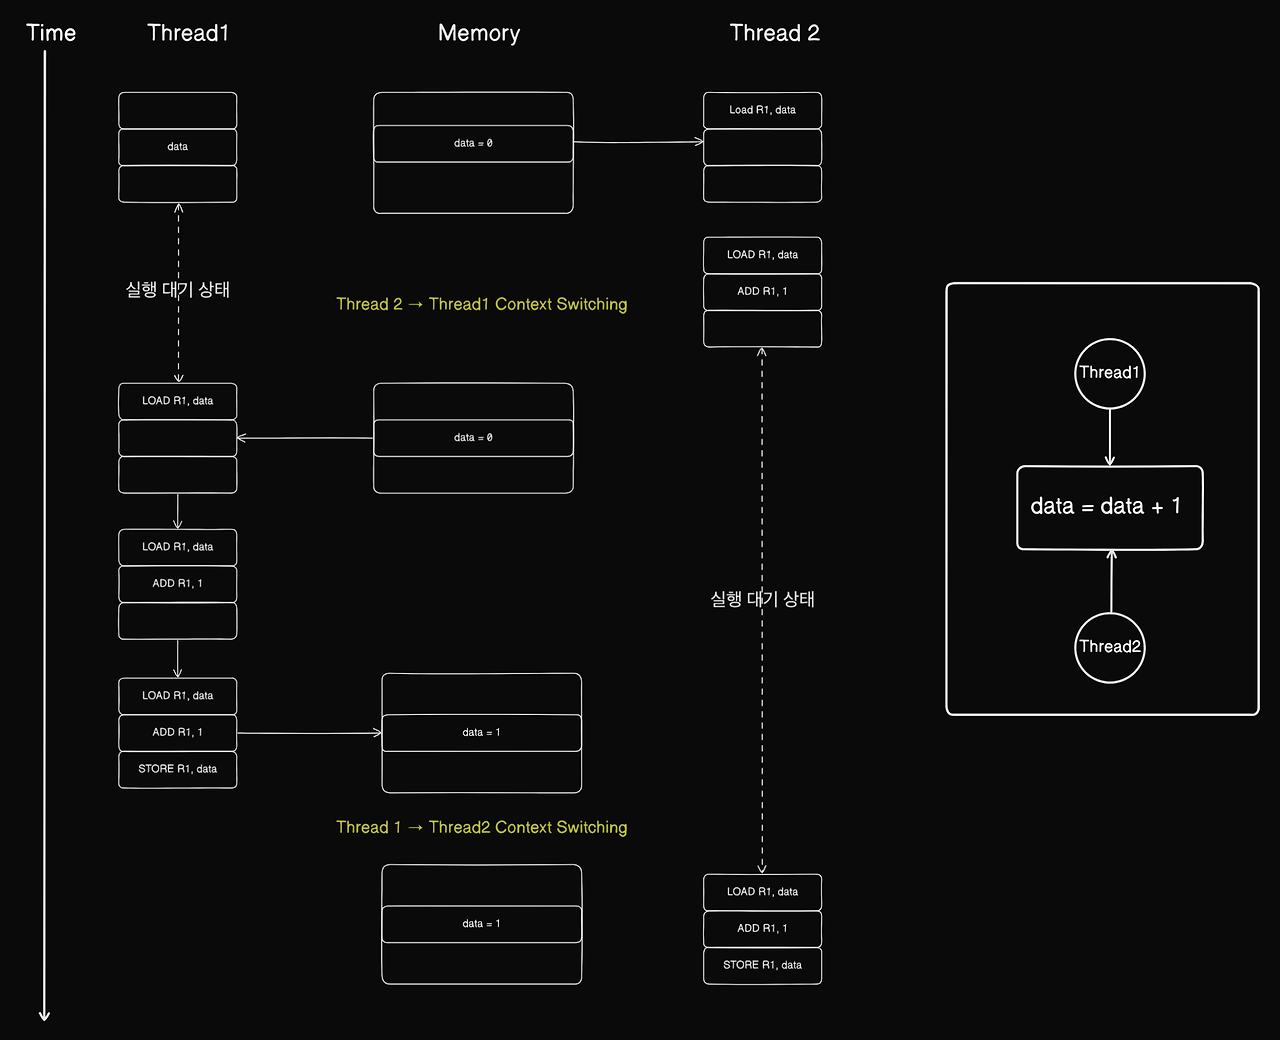 Time
Thread1
Memory
Thread 2
data
data = 0
Load R1, data
LOAD R1, data
ADD R1, 1
실행 대기 상태
Thread 2 → Thread1 Context Switching
LOAD R1, data
data = 0
LOAD R1, data
ADD R1, 1
실행 대기 상태
LOAD R1, data
ADD R1, 1
STORE R1, data
data = 1
Thread 1 → Thread2 Context Switching
data = 1
LOAD R1, data
ADD R1, 1
STORE R1, data
Thread1
data = data + 1
Thread2